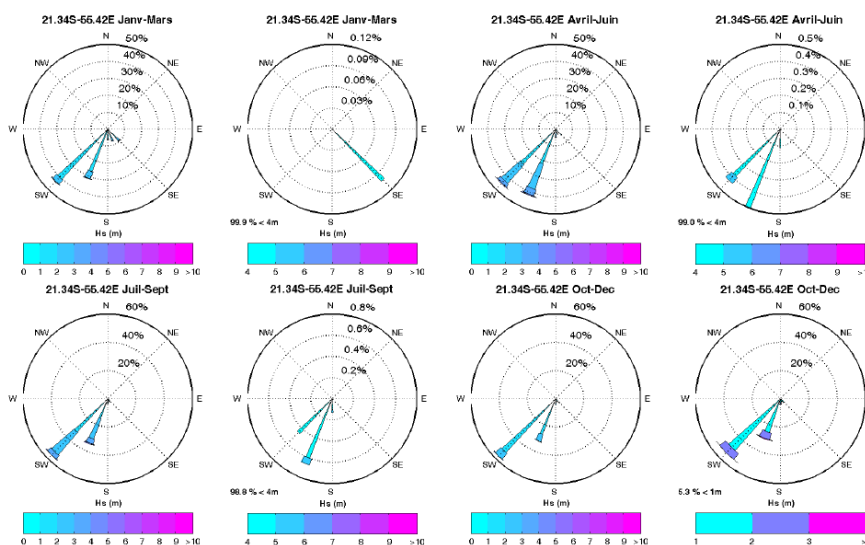 21.34S-55.42E Janv-Mars
N
50%
40%
30%
20%
10%
NW
NE
W
E
SW
SE
S
Hs (m)
0 1 2 3 4 5 6 7 8 9 >10
21.34S-55.42E Janv-Mars
N
0.12%
0.09%
0.06%
0.03%
NW
NE
W
E
SW
SE
S
99.9 % < 4m
Hs (m)
4 5 6 7 8 9 >10
21.34S-55.42E Avril-Juin
N
50%
40%
30%
20%
10%
NW
NE
W
E
SW
SE
S
Hs (m)
0 1 2 3 4 5 6 7 8 9 >10
21.34S-55.42E Avril-Juin
N
0.5%
0.4%
0.3%
0.2%
0.1%
NW
NE
W
SW
SE
S
99.0 % < 4m
Hs (m)
4 5 6 7 8 9
21.34S-55.42E Juil-Sept
N
60%
40%
20%
NW
NE
W
E
SW
SE
S
Hs (m)
0 1 2 3 4 5 6 7 8 9 >10
21.34S-55.42E Juil-Sept
N
0.8%
0.6%
0.4%
0.2%
NW
NE
W
E
SW
SE
S
98.8 % < 4m
Hs (m)
4 5 6 7 8 9 >10
21.34S-55.42E Oct-Dec
N
60%
40%
20%
NW
NE
W
E
SW
SE
S
Hs (m)
0 1 2 3 4 5 6 7 8 9 >10
21.34S-55.42E Oct-Dec
N
60%
40%
20%
NW
NE
W
SW
SE
S
5.3 % < 1m
Hs (m)
1 2 3